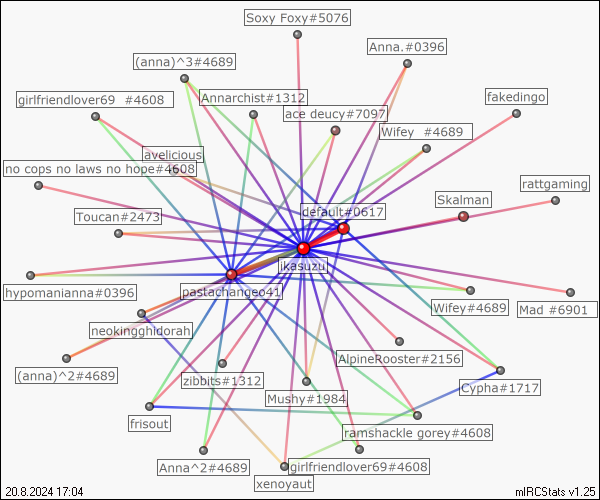 Soxy Foxy#5076
Anna.#0396
(anna)^3#4689
girlfriendlover69 #4608
Annarchist#1312
fakedingo
ace deucy#7097
Wifey #4689
avelicious
no cops no laws no hope#4608
rattgaming
Skalman
default#0617
Toucan#2473
ikasuzu
hypomanianna#0396
pastachangeo41
Wifey#4689
Mad #6901
neokingghidorah
AlpineRooster#2156
(anna)^2#4689
zibbits#1312
Cypha#1717
Mushy#1984
frisout
ramshackle gorey#4608
Anna^2#4689
girlfriendlover69#4608
xenoyaut
20.8.2024 17:04
mIRCStats v1.25